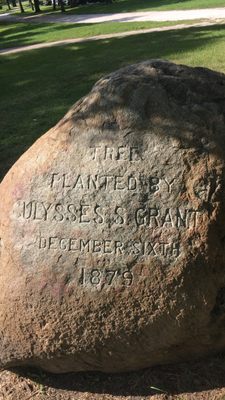 TREE
PLANTED BY
ULYSSES S. GRANT
DECEMBER SIXTH
1879